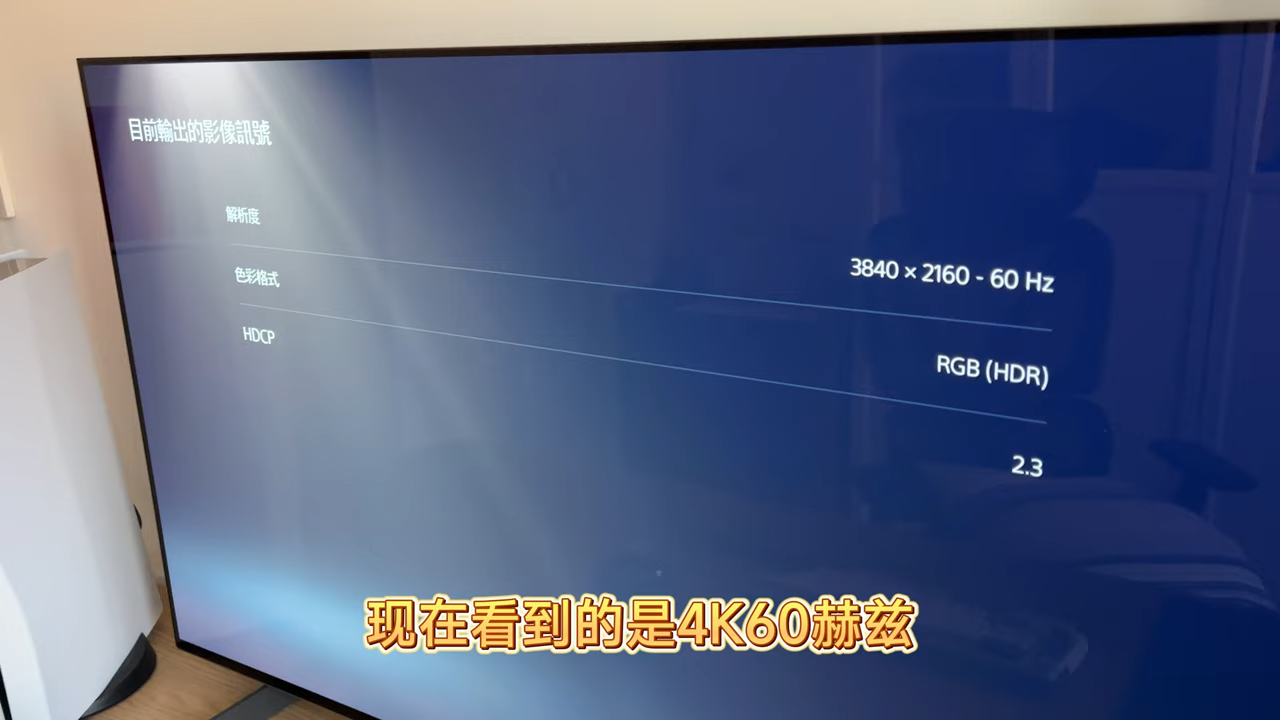 目前輸出的影像訊號
解析度
3840 × 2160 - 60 Hz
色彩格式
RGB (HDR)
HDCP
2.3
现在看到的是4K60赫兹